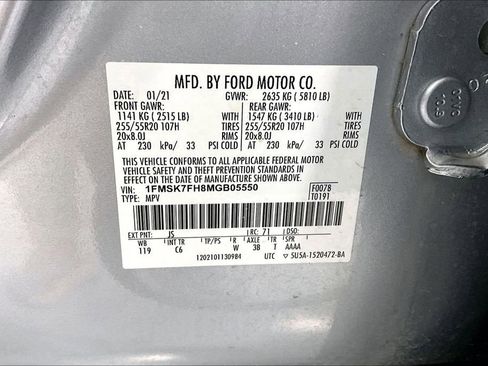 MFD. BY FORD MOTOR CO.
DATE: 01/21 GVWR: 2635 KG ( 5810 LB)
FRONT GAWR: REAR GAWR:
1141 KG ( 2515 LB) WITH 1547 KG ( 3410 LB) WITH
255/55R20 107H TIRES 255/55R20 107H TIRES
20x8.0J RIMS 20x8.0J RIMS
AT 230 kPa/ 33 PSI COLD AT 230 kPa/ 33 PSI COLD
THIS VEHICLE CONFORMS TO ALL APPLICABLE FEDERAL MOTOR
VEHICLE SAFETY AND THEFT PREVENTION STANDARDS IN
EFFECT ON THE DATE OF MANUFACTURE SHOWN ABOVE.
VIN: 1FMSK7FH8MGB05550 F0078
TYPE: MPV T0191
EXT PNT: JS RC: 71 DSO:
WB INT TR TP/PS R AXLE TR SPR
119 C6 W 3B T AAAA
1202101130984 UTC ▽ 5U5A-1520472-BA